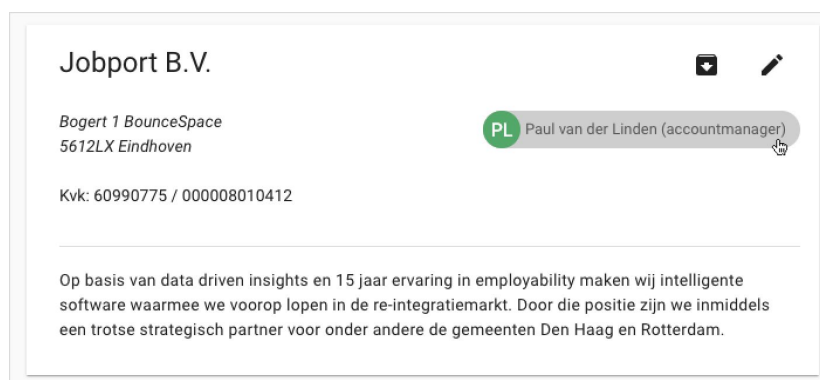 Jobport B.V.
Bogert 1 BounceSpace
5612LX Eindhoven
PL Paul van der Linden (accountmanager)
Kvk: 60990775 / 000008010412
Op basis van data driven insights en 15 jaar ervaring in employability maken wij intelligente
software waarmee we voorop lopen in de re-integratiemarkt. Door die positie zijn we inmiddels
een trotse strategisch partner voor onder andere de gemeenten Den Haag en Rotterdam.